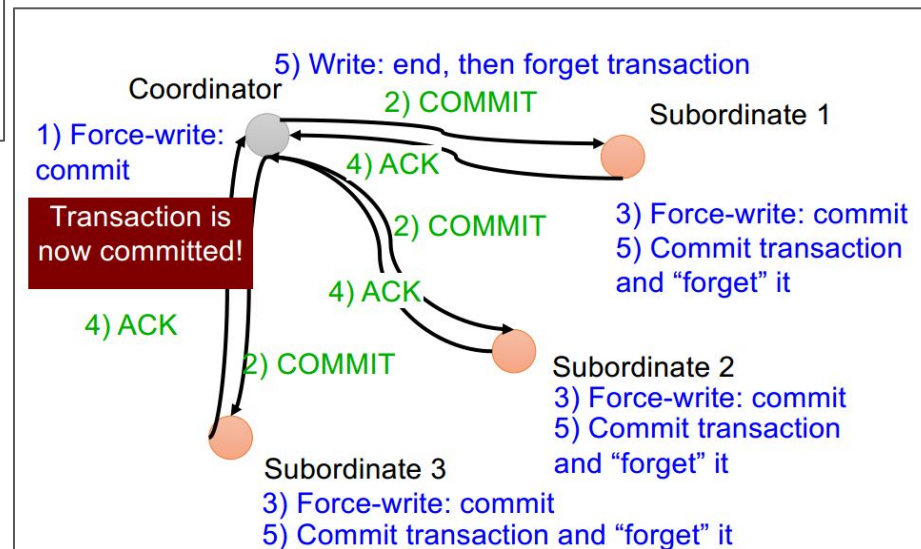 5) Write: end, then forget transaction
Coordinator
2) COMMIT
Subordinate 1
1) Force-write:
commit
4) ACK
Transaction is
now committed!
3) Force-write: commit
5) Commit transaction
and “forget” it
2) COMMIT
4) ACK
4) ACK
2) COMMIT
Subordinate 2
3) Force-write: commit
5) Commit transaction
and “forget” it
Subordinate 3
3) Force-write: commit
5) Commit transaction and “forget” it